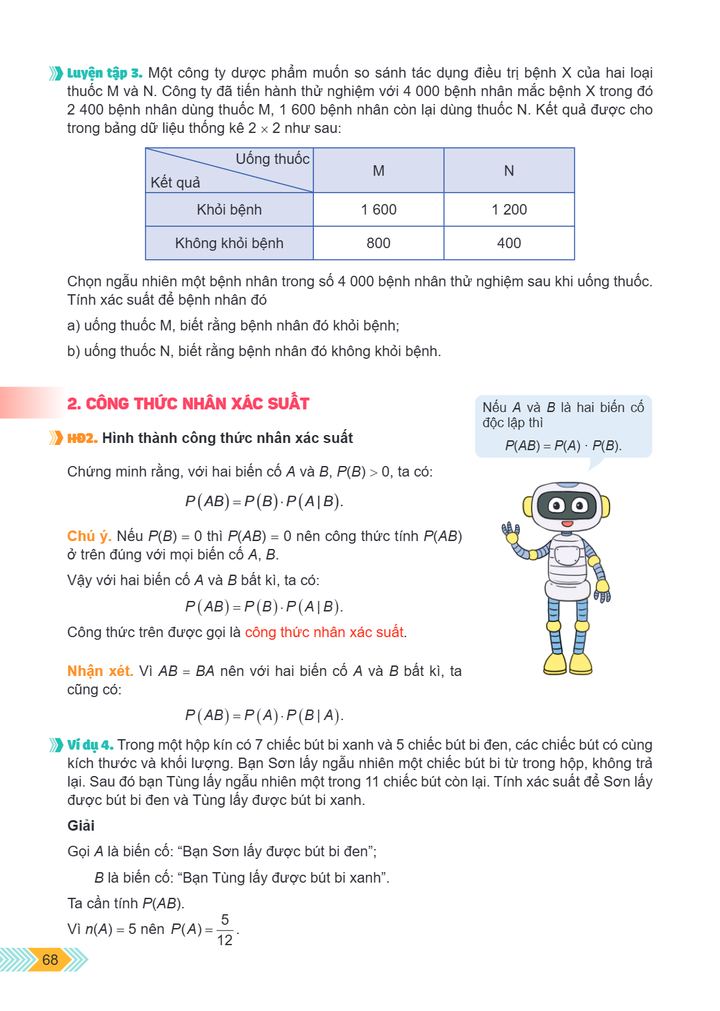 Luyện tập 3. Một công ty dược phẩm muốn so sánh tác dụng điều trị bệnh X của hai loại
thuốc M và N. Công ty đã tiến hành thử nghiệm với 4 000 bệnh nhân mắc bệnh X trong đó
2 400 bệnh nhân dùng thuốc M, 1 600 bệnh nhân còn lại dùng thuốc N. Kết quả được cho
trong bảng dữ liệu thống kê 2 × 2 như sau:
Uống thuốc
Kết quả
M
N
Khỏi bệnh
1 600
1 200
Không khỏi bệnh
800
400
Chọn ngẫu nhiên một bệnh nhân trong số 4 000 bệnh nhân thử nghiệm sau khi uống thuốc.
Tính xác suất để bệnh nhân đó
a) uống thuốc M, biết rằng bệnh nhân đó khỏi bệnh;
b) uống thuốc N, biết rằng bệnh nhân đó không khỏi bệnh.
2. CÔNG THỨC NHÂN XÁC SUẤT
HĐ2. Hình thành công thức nhân xác suất
Chứng minh rằng, với hai biến cố A và B, P(B) > 0, ta có:
P(AB) = P(B) · P(A | B).
Nếu A và B là hai biến cố
độc lập thì
P(AB) = P(A) · P(B).
Chú ý. Nếu P(B) = 0 thì P(AB) = 0 nên công thức tính P(AB)
ở trên đúng với mọi biến cố A, B.
Vậy với hai biến cố A và B bất kì, ta có:
P(AB) = P(B) · P(A | B).
Công thức trên được gọi là công thức nhân xác suất.
Nhận xét. Vì AB = BA nên với hai biến cố A và B bất kì, ta
cũng có:
P(AB) = P(A) · P(B | A).
Ví dụ 4. Trong một hộp kín có 7 chiếc bút bi xanh và 5 chiếc bút bi đen, các chiếc bút có cùng
kích thước và khối lượng. Bạn Sơn lấy ngẫu nhiên một chiếc bút bi từ trong hộp, không trả
lại. Sau đó bạn Tùng lấy ngẫu nhiên một trong 11 chiếc bút còn lại. Tính xác suất để Sơn lấy
được bút bi đen và Tùng lấy được bút bi xanh.
Giải
Gọi A là biến cố: “Bạn Sơn lấy được bút bi đen”;
B là biến cố: “Bạn Tùng lấy được bút bi xanh”.
Ta cần tính P(AB).
Vì n(A) = 5 nên P(A) = 5/12.
68